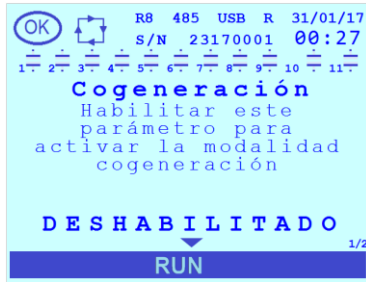 OK R8 485 USB R 31/01/17
S/N 23170001 00:27
1 2 3 4 5 6 7 8 9 10 11
Cogeneración
Habilitar este
parámetro para
activar la modalidad
cogeneración
DESHABILITADO
1/2
RUN